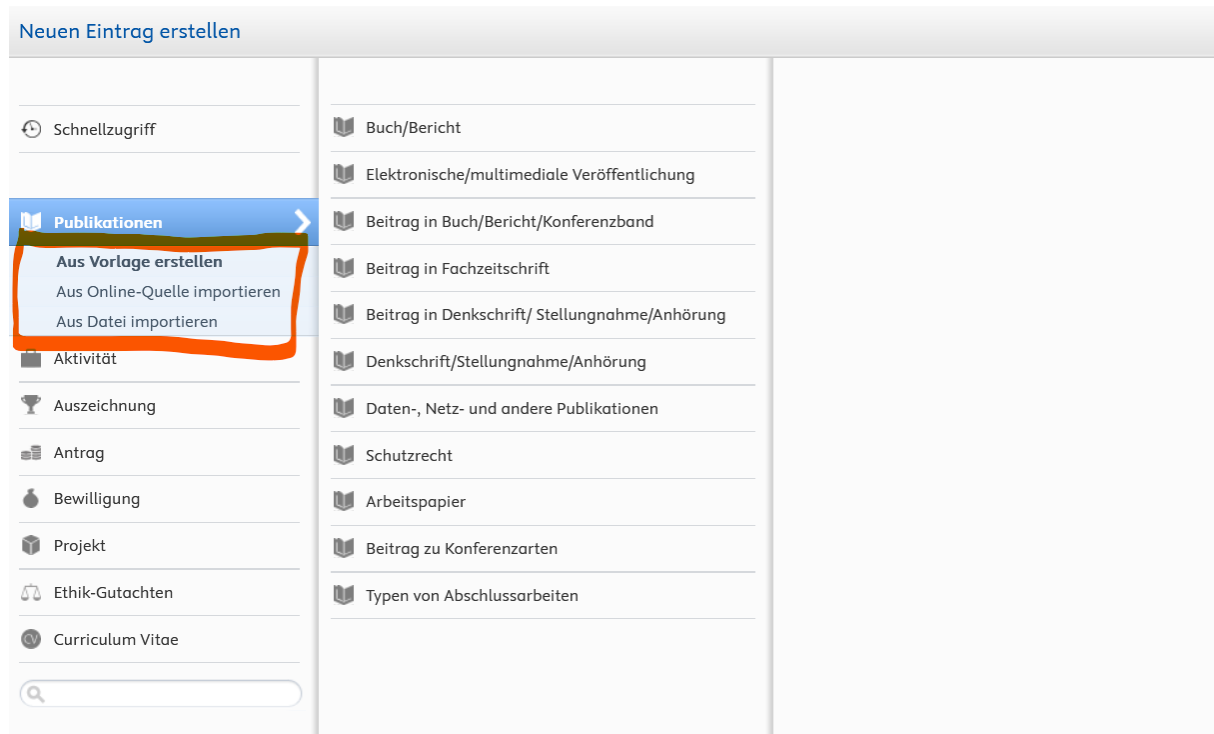 Neuen Eintrag erstellen
Schnellzugriff
Publikationen
Aus Vorlage erstellen
Aus Online-Quelle importieren
Aus Datei importieren
Aktivität
Auszeichnung
Antrag
Bewilligung
Projekt
Ethik-Gutachten
CV Curriculum Vitae
Buch/Bericht
Elektronische/multimediale Veröffentlichung
Beitrag in Buch/Bericht/Konferenzband
Beitrag in Fachzeitschrift
Beitrag in Denkschrift/ Stellungnahme/Anhörung
Denkschrift/Stellungnahme/Anhörung
Daten-, Netz- und andere Publikationen
Schutzrecht
Arbeitspapier
Beitrag zu Konferenzarten
Typen von Abschlussarbeiten